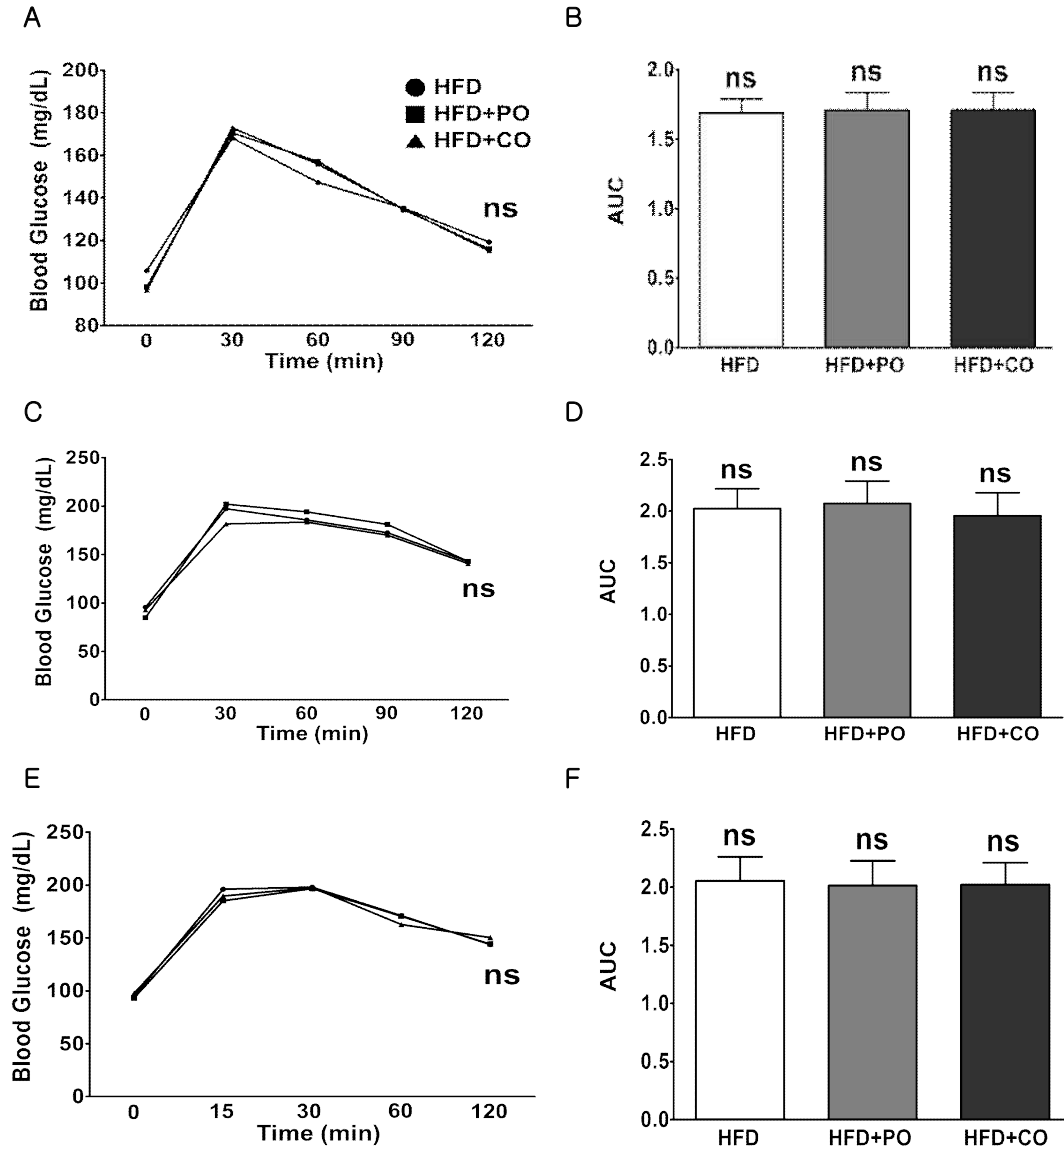 A
Blood Glucose (mg/dL)
200
180
160
140
120
100
80
HFD
HFD+PO
HFD+CO
ns
0 30 60 90 120
Time (min)
B
AUC
2.0
1.5
1.0
0.5
0.0
ns ns ns
HFD HFD+PO HFD+CO
C
Blood Glucose (mg/dL)
250
200
150
100
50
0
ns
0 30 60 90 120
Time (min)
D
AUC
2.5
2.0
1.5
1.0
0.5
0.0
ns ns ns
HFD HFD+PO HFD+CO
E
Blood Glucose (mg/dL)
250
200
150
100
50
0
ns
0 15 30 60 120
Time (min)
F
AUC
2.5
2.0
1.5
1.0
0.5
0.0
ns ns ns
HFD HFD+PO HFD+CO